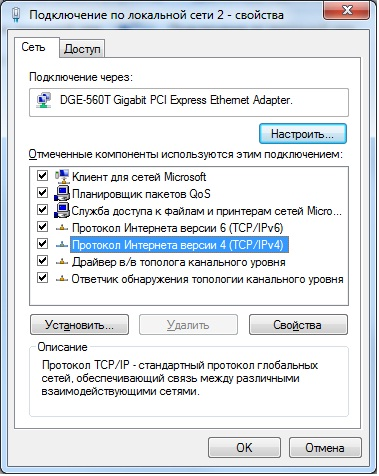 Подключение по локальной сети 2 - свойства
Сеть
Доступ
Подключение через:
DGE-560T Gigabit PCI Express Ethernet Adapter.
Настроить...
Отмеченные компоненты используются этим подключением:
Клиент для сетей Microsoft
Планировщик пакетов QoS
Служба доступа к файлам и принтерам сетей Micro...
Протокол Интернета версии 6 (TCP/IPv6)
Протокол Интернета версии 4 (TCP/IPv4)
Драйвер в/в тополога канального уровня
Ответчик обнаружения топологии канального уровня
Установить...
Удалить
Свойства
Описание
Протокол TCP/IP - стандартный протокол глобальных
сетей, обеспечивающий связь между различными
взаимодействующими сетями.
OK
Отмена